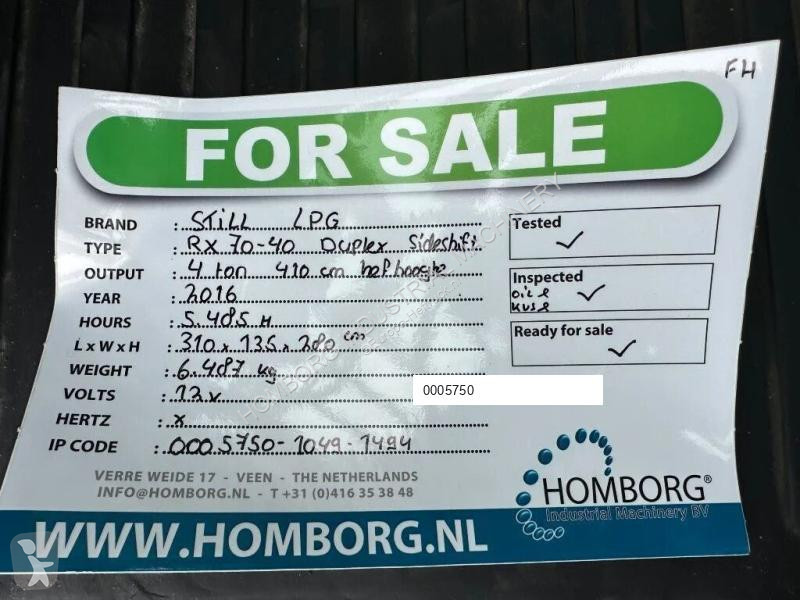 FH
FOR SALE
BRAND : STILL LPG
TYPE : RX 70-40 Duplex Sideshift
OUTPUT : 4 ton 410 cm hefhoogte
YEAR : 2016
HOURS : 5.485 H
L x W x H : 310 x 135 x 280 cm
WEIGHT : 6.487 kg
VOLTS : 12 v
HERTZ : x
IP CODE : 0005750-1049-1494
Tested ✓
Inspected ✓
Ready for sale ✓
0005750
VERRE WEIDE 17 - VEEN - THE NETHERLANDS
INFO@HOMBORG.NL - T +31 (0)416 35 38 48
HOMBORG®
Industrial Machinery BV
WWW.HOMBORG.NL